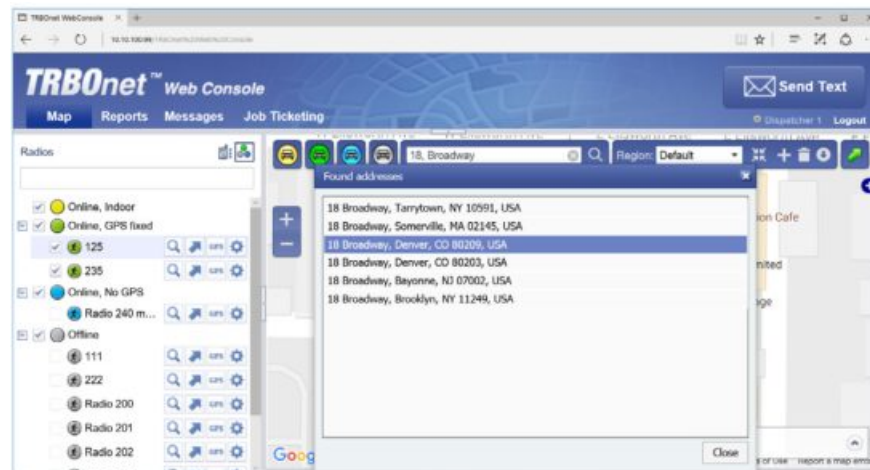 TRBOnet WebConsole
TRBOnet™ Web Console
Send Text
Map Reports Messages Job Ticketing
Dispatcher 1 Logout
Radios
18, Broadway
Region: Default
Found addresses
Online, Indoor
Online, GPS fixed
125
235
Online, No GPS
Radio 240 m...
Offline
111
222
Radio 200
Radio 201
Radio 202
18 Broadway, Tarrytown, NY 10591, USA
18 Broadway, Somerville, MA 02145, USA
18 Broadway, Denver, CO 80209, USA
18 Broadway, Denver, CO 80203, USA
18 Broadway, Bayonne, NJ 07002, USA
18 Broadway, Brooklyn, NY 11249, USA
Cafe
Close
Report a map